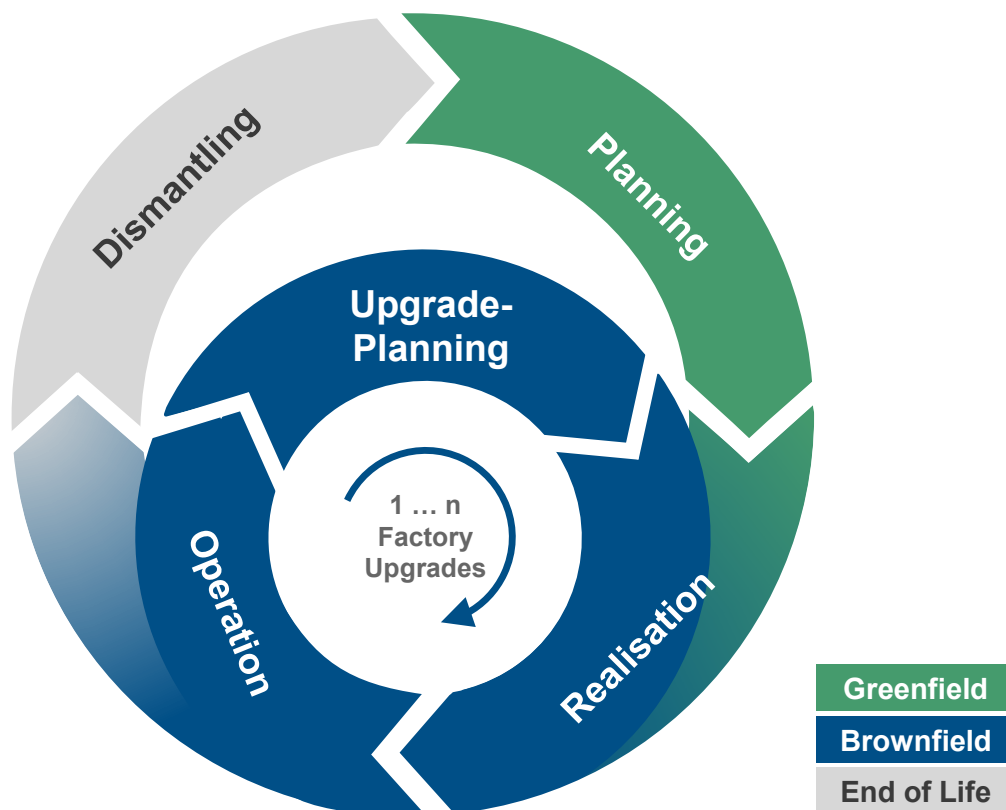 Dismantling
Planning
Upgrade-
Planning
1 ... n
Factory
Upgrades
Operation
Realisation
Greenfield
Brownfield
End of Life